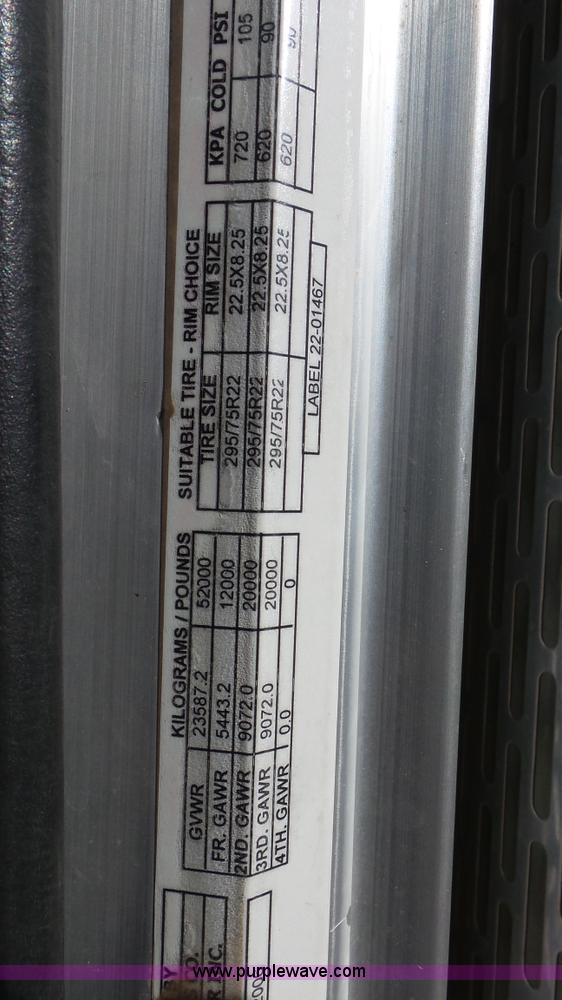 KILOGRAMS / POUNDS
GVWR 23587.2 52000
FR. GAWR 5443.2 12000
2ND. GAWR 9072.0 20000
3RD. GAWR 9072.0 20000
4TH. GAWR 0.0 0
SUITABLE TIRE - RIM CHOICE
TIRE SIZE RIM SIZE
295/75R22 22.5X8.25
295/75R22 22.5X8.25
295/75R22 22.5X8.25
LABEL 22-01467
KPA COLD PSI
720 105
620 90
620 90
www.purplewave.com